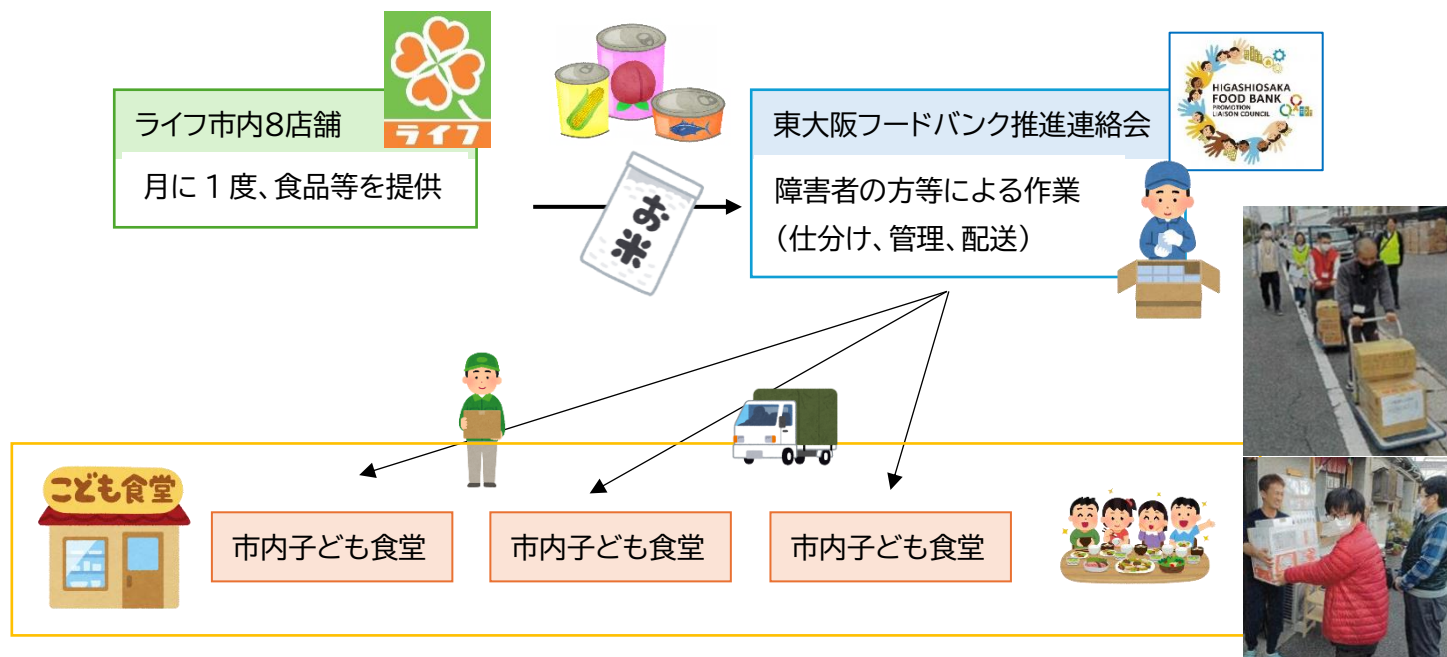 ライフ市内8店舗
ライフ
月に1度、食品等を提供
お米
東大阪フードバンク推進連絡会
HIGASHIOSAKA
FOOD BANK
PROMOTION
LIAISON COUNCIL
障害者の方等による作業
(仕分け、管理、配送)
こども食堂
市内子ども食堂
市内子ども食堂
市内子ども食堂